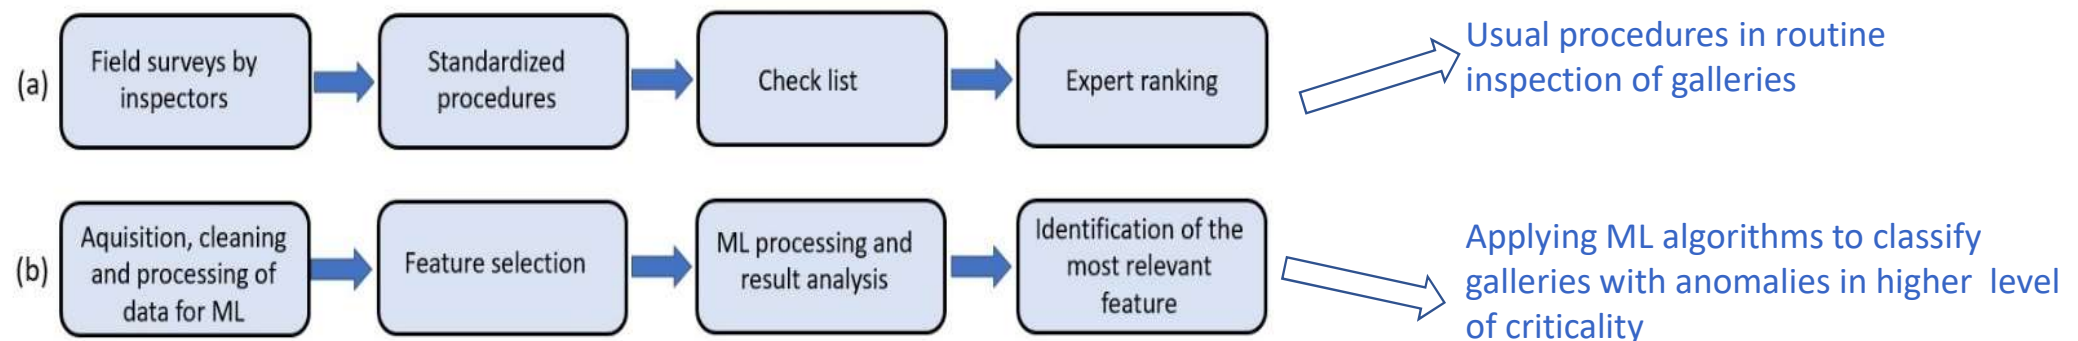 (a)
Field surveys by
inspectors
Standardized
procedures
Check list
Expert ranking
Usual procedures in routine
inspection of galleries
(b)
Aquisition, cleaning
and processing of
data for ML
Feature selection
ML processing and
result analysis
Identification of the
most relevant
feature
Applying ML algorithms to classify
galleries with anomalies in higher level
of criticality